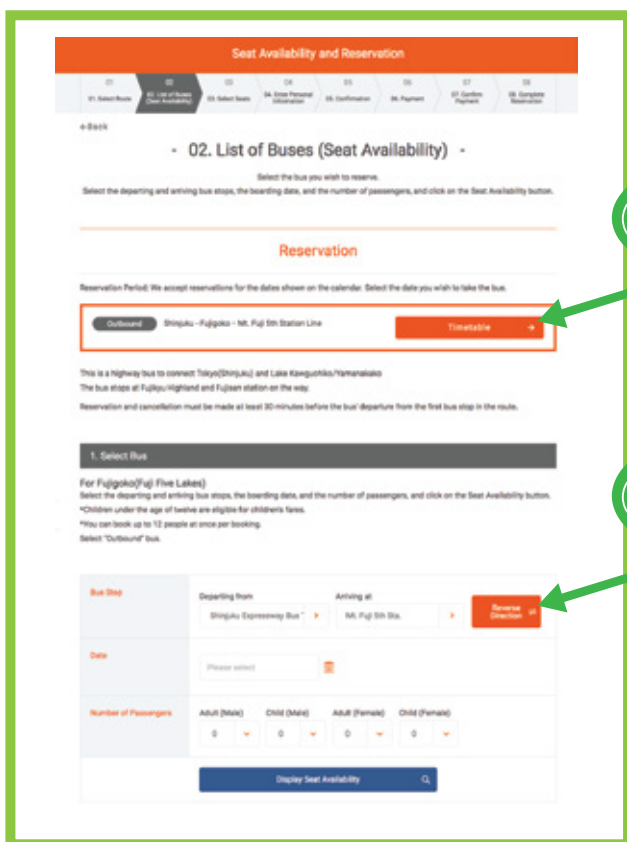 Seat Availability and Reservation
01 02 03 04 05 06 07 08
01. Select Route 02. List of Buses (Seat Availability) 03. Select Seats 04. Enter Personal Information 05. Confirmation 06. Payment 07. Confirm Payment 08. Complete Reservation
Back
- 02. List of Buses (Seat Availability) -
Select the bus you wish to reserve.
Select the departing and arriving bus stops, the boarding date, and the number of passengers, and click on the Seat Availability button.
Reservation
Reservation Period: We accept reservations for the dates shown on the calendar. Select the date you wish to take the bus.
Outbound Shinjuku - Fujigoko - Mt. Fuji 5th Station Line Timetable
This is a highway bus to connect Tokyo(Shinjuku) and Lake Kawguchiko/Yamanakako
The bus stops at Fujikyu Highland and Fujisan station on the way.
Reservation and cancellation must be made at least 30 minutes before the bus' departure from the first bus stop in the route.
1. Select Bus
For Fujigoko(Fuji Five Lakes)
Select the departing and arriving bus stops, the boarding date, and the number of passengers, and click on the Seat Availability button.
*Children under the age of twelve are eligible for children's fares.
*You can book up to 12 people at once per booking.
Select "Outbound" bus.
Bus Stop
Departing from Arriving at
Shinjuku Expressway Bus Mt. Fuji 5th Sta. Reverse Direction
Date
Please select
Number of Passengers
Adult (Male) Child (Male) Adult (Female) Child (Female)
0 0 0 0
Display Seat Availability